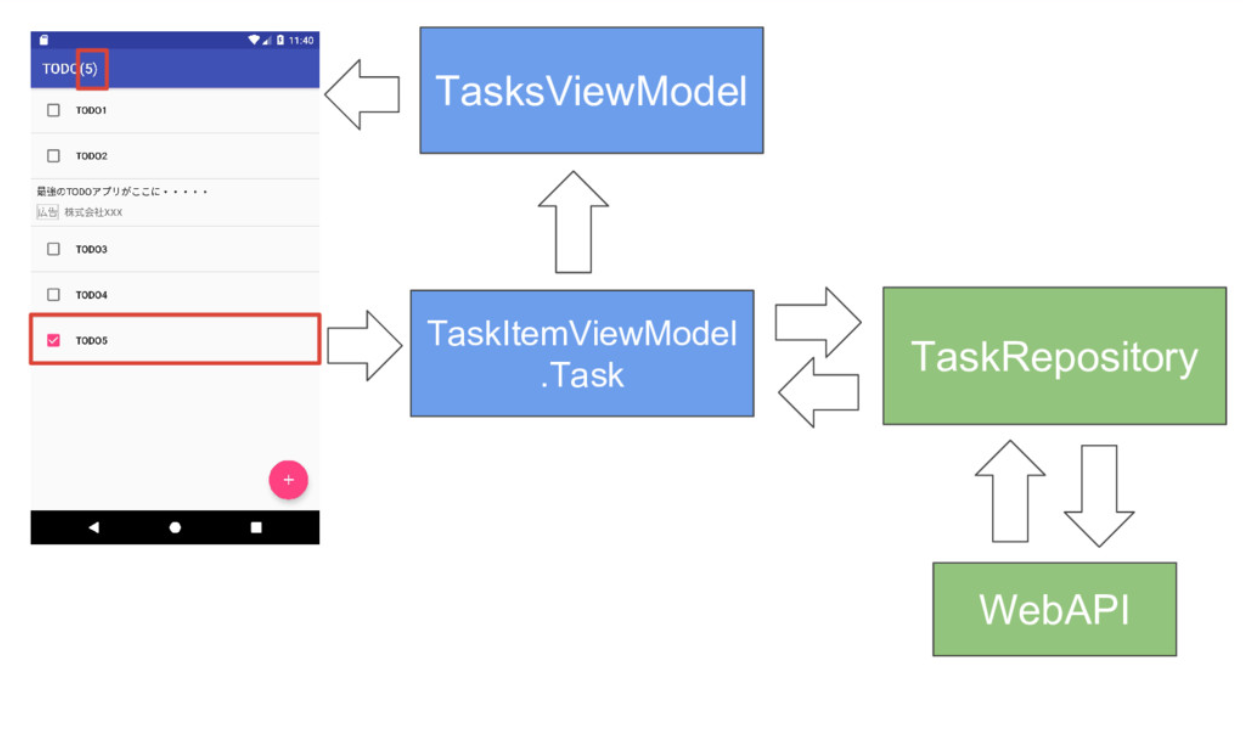 11:40
TODO(5)
TODO1
TODO2
最強のTODOアプリがここに・・・・・
広告 株式会社XXX
TODO3
TODO4
TODO5
TasksViewModel
TaskItemViewModel
.Task
TaskRepository
WebAPI